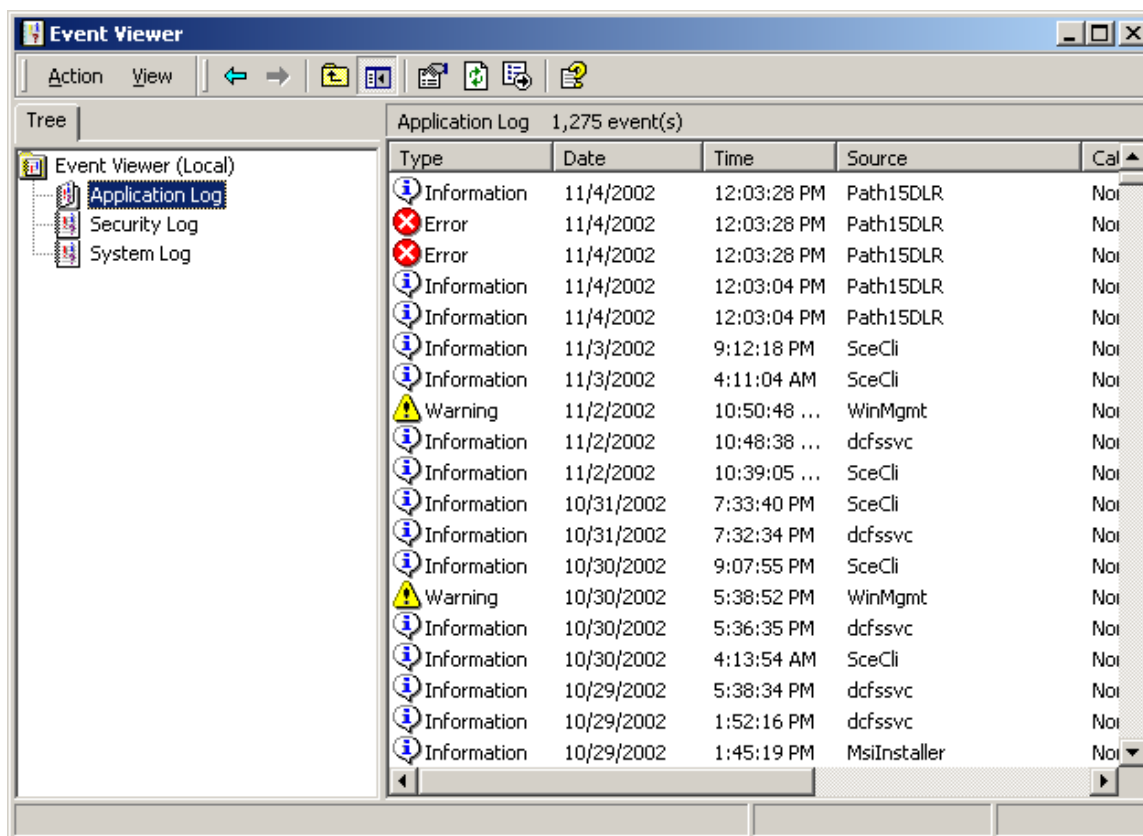 Event Viewer
Action View
Tree
Application Log 1,275 event(s)
Event Viewer (Local)
Application Log
Security Log
System Log
Type Date Time Source
Information 11/4/2002 12:03:28 PM Path15DLR
Error 11/4/2002 12:03:28 PM Path15DLR
Error 11/4/2002 12:03:28 PM Path15DLR
Information 11/4/2002 12:03:04 PM Path15DLR
Information 11/4/2002 12:03:04 PM Path15DLR
Information 11/3/2002 9:12:18 PM SceCli
Information 11/3/2002 4:11:04 AM SceCli
Warning 11/2/2002 10:50:48 ... WinMgmt
Information 11/2/2002 10:48:38 ... dcfssvc
Information 11/2/2002 10:39:05 ... SceCli
Information 10/31/2002 7:33:40 PM SceCli
Information 10/31/2002 7:32:34 PM dcfssvc
Information 10/30/2002 9:07:55 PM SceCli
Warning 10/30/2002 5:38:52 PM WinMgmt
Information 10/30/2002 5:36:35 PM dcfssvc
Information 10/30/2002 4:13:54 AM SceCli
Information 10/29/2002 5:38:34 PM dcfssvc
Information 10/29/2002 1:52:16 PM dcfssvc
Information 10/29/2002 1:45:19 PM MsiInstaller